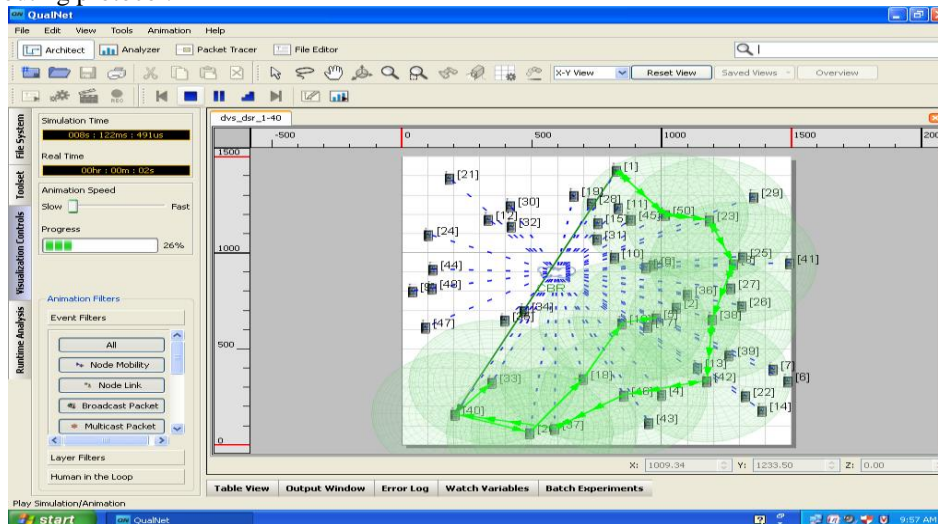 QualNet
File Edit View Tools Animation Help
Architect Analyzer Packet Tracer File Editor
X-Y View Reset View Saved Views Overview
File System
Toolset
Visualization Controls
Runtime Analysis
Simulation Time
008s : 122ms : 491us
Real Time
00hr : 00m : 02s
Animation Speed
Slow Fast
Progress
26%
Animation Filters
Event Filters
All
Node Mobility
Node Link
Broadcast Packet
Multicast Packet
Layer Filters
Human in the Loop
dvs_dsr_1-40
-500 0 500 1000 1500
1500
1000
500
0
[1]
[21] [19] [29]
[30] [28] [11] [50]
[12] [32] [15] [45] [23]
[24] [31]
[10] [25] [41]
[44]
[27]
[36]
[2] [26]
[34]
[38]
[47]
[39]
[13] [7]
[33] [18] [42] [6]
[4] [22]
[40] [14]
[37] [43]
X: 1009.34 Y: 1233.50 Z: 0.00
Table View Output Window Error Log Watch Variables Batch Experiments
Play Simulation/Animation
start QualNet 9:57 AM